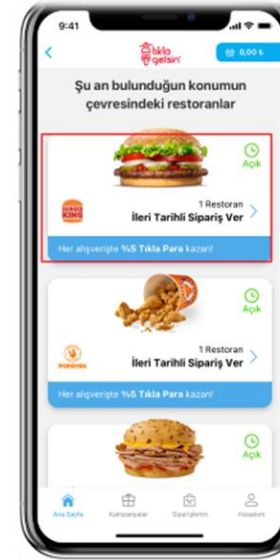 9:41
tıkla
gelsin
0,00 ₺
Şu an bulunduğun konumun
çevresindeki restoranlar
Açık
BURGER
KING
1 Restoran
İleri Tarihli Sipariş Ver
Her alışverişte %5 Tıkla Para kazan!
Açık
POPEYES
1 Restoran
İleri Tarihli Sipariş Ver
Her alışverişte %5 Tıkla Para kazan!
Açık
Ana Sayfa
Kampanyalar
Siparişlerim
Hesabım